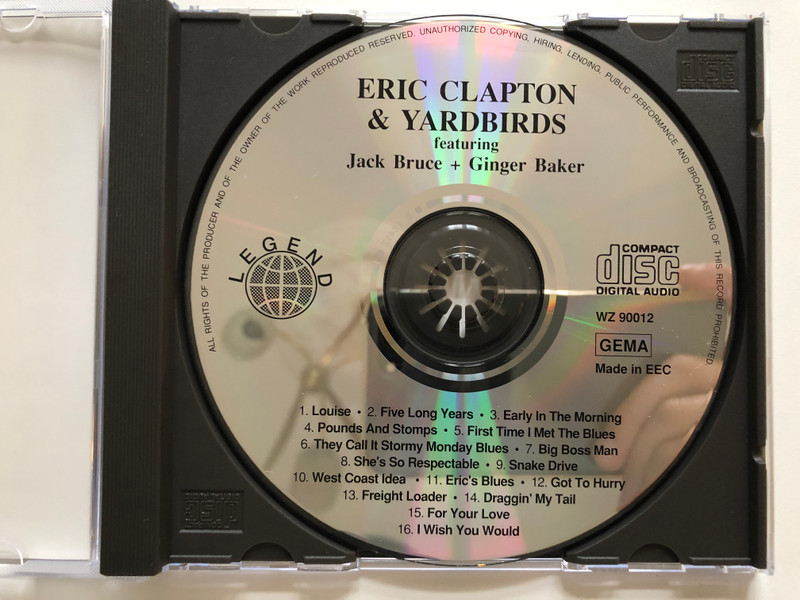 ALL RIGHTS OF THE PRODUCER AND OF THE OWNER OF THE WORK REPRODUCED RESERVED. UNAUTHORIZED COPYING, HIRING, LENDING, PUBLIC PERFORMANCE AND BROADCASTING OF THIS RECORD PROHIBITED.
ERIC CLAPTON
& YARDBIRDS
featuring
Jack Bruce + Ginger Baker
LEGEND
COMPACT
disc
DIGITAL AUDIO
WZ 90012
GEMA
Made in EEC
1. Louise • 2. Five Long Years • 3. Early In The Morning
4. Pounds And Stomps • 5. First Time I Met The Blues
6. They Call It Stormy Monday Blues • 7. Big Boss Man
8. She's So Respectable • 9. Snake Drive
10. West Coast Idea • 11. Eric's Blues • 12. Got To Hurry
13. Freight Loader • 14. Draggin' My Tail
15. For Your Love
16. I Wish You Would
disc
disc